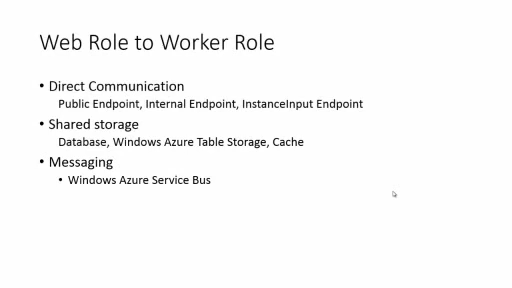 Web Role to Worker Role
• Direct Communication
Public Endpoint, Internal Endpoint, InstanceInput Endpoint
• Shared storage
Database, Windows Azure Table Storage, Cache
• Messaging
• Windows Azure Service Bus